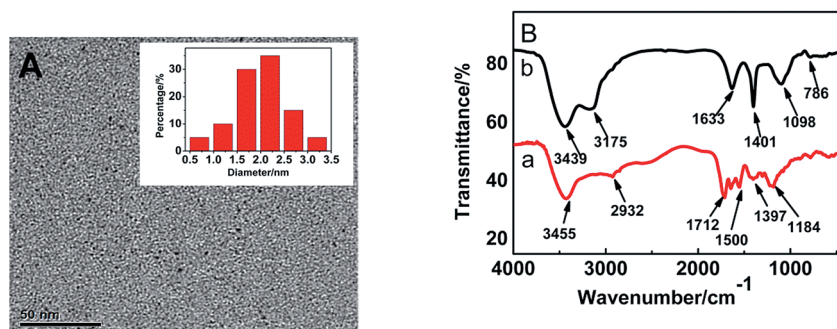 A
Percentage/%
30
20
10
0
0.5 1.0 1.5 2.0 2.5 3.0 3.5
Diameter/nm
50 nm
B
b
a
Transmittance/%
80
60
40
20
3439
3175
1633
1401
1098
786
3455
2932
1712
1500
1397
1184
4000 3000 2000 1000
Wavenumber/cm-1